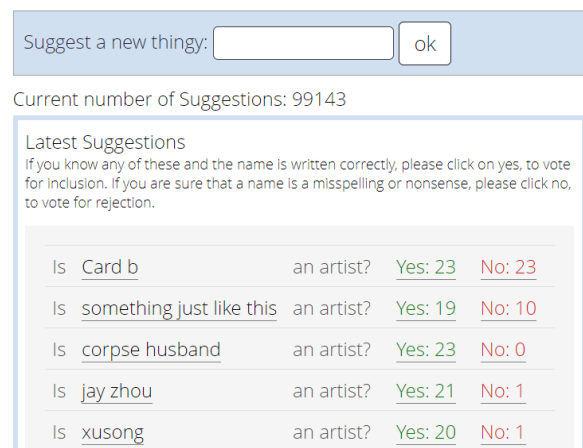 Suggest a new thingy: ok
Current number of Suggestions: 99143
Latest Suggestions
If you know any of these and the name is written correctly, please click on yes, to vote
for inclusion. If you are sure that a name is a misspelling or nonsense, please click no,
to vote for rejection.
Is Card b an artist? Yes: 23 No: 23
Is something just like this an artist? Yes: 19 No: 10
Is corpse husband an artist? Yes: 23 No: 0
Is jay zhou an artist? Yes: 21 No: 1
Is xusong an artist? Yes: 20 No: 1